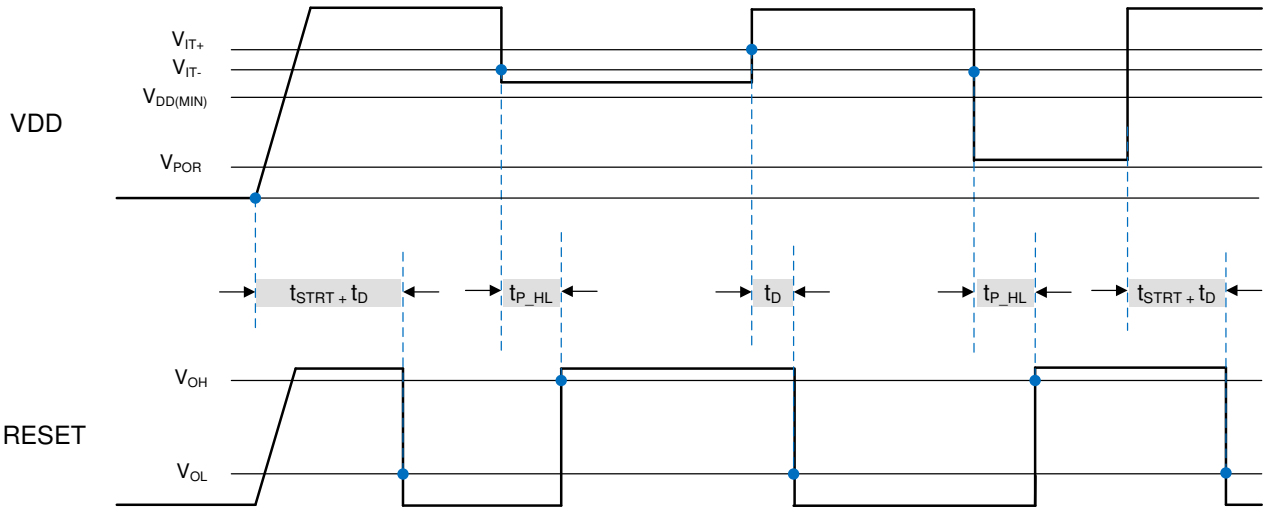 V_IT+
V_IT-
V_DD(MIN)
VDD
V_POR
t_STRT + t_D
t_P_HL
t_D
t_P_HL
t_STRT + t_D
V_OH
RESET
V_OL